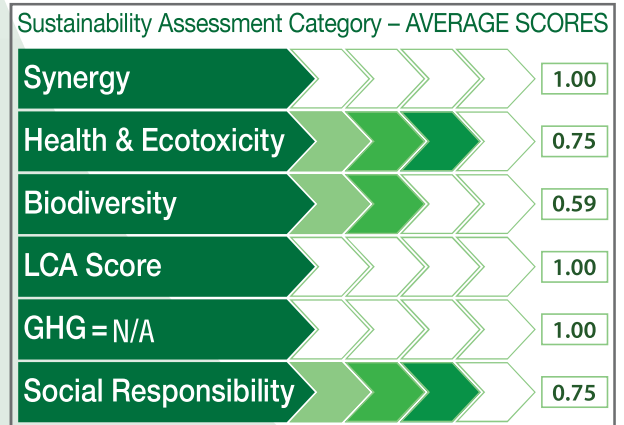 Sustainability Assessment Category – AVERAGE SCORES
Synergy 1.00
Health & Ecotoxicity 0.75
Biodiversity 0.59
LCA Score 1.00
GHG = N/A 1.00
Social Responsibility 0.75